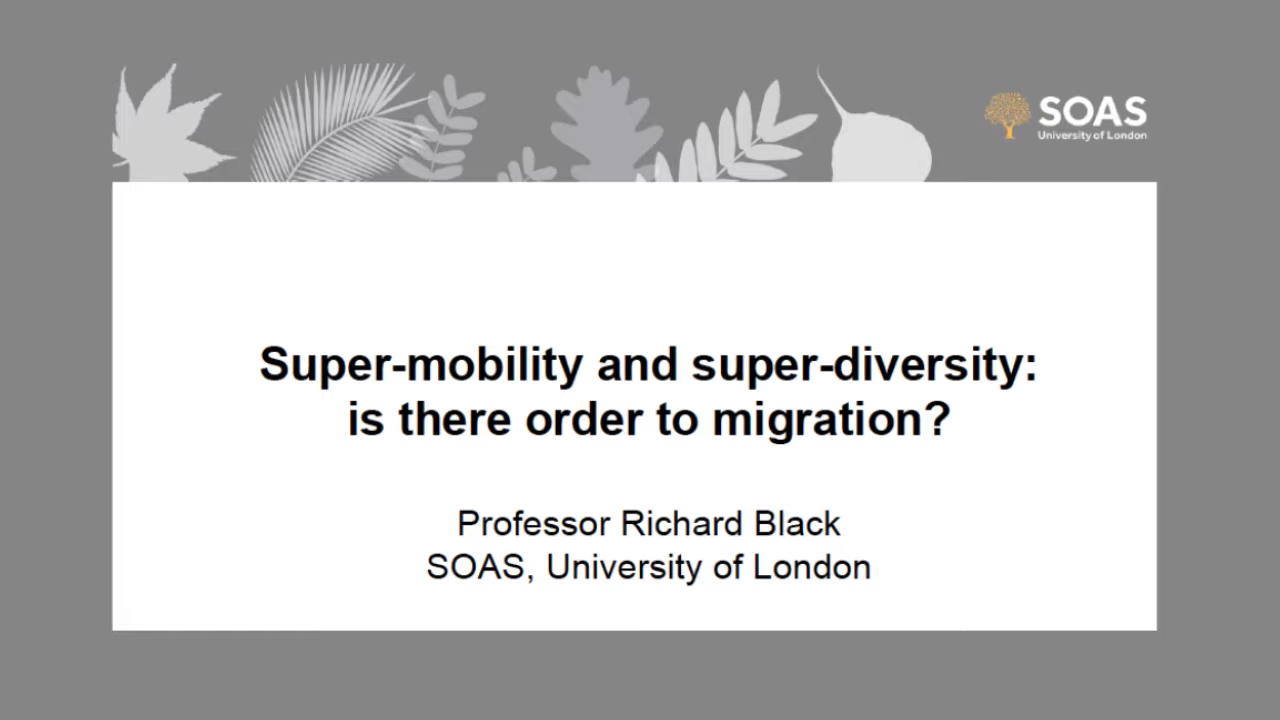 SOAS
University of London
Super-mobility and super-diversity:
is there order to migration?
Professor Richard Black
SOAS, University of London